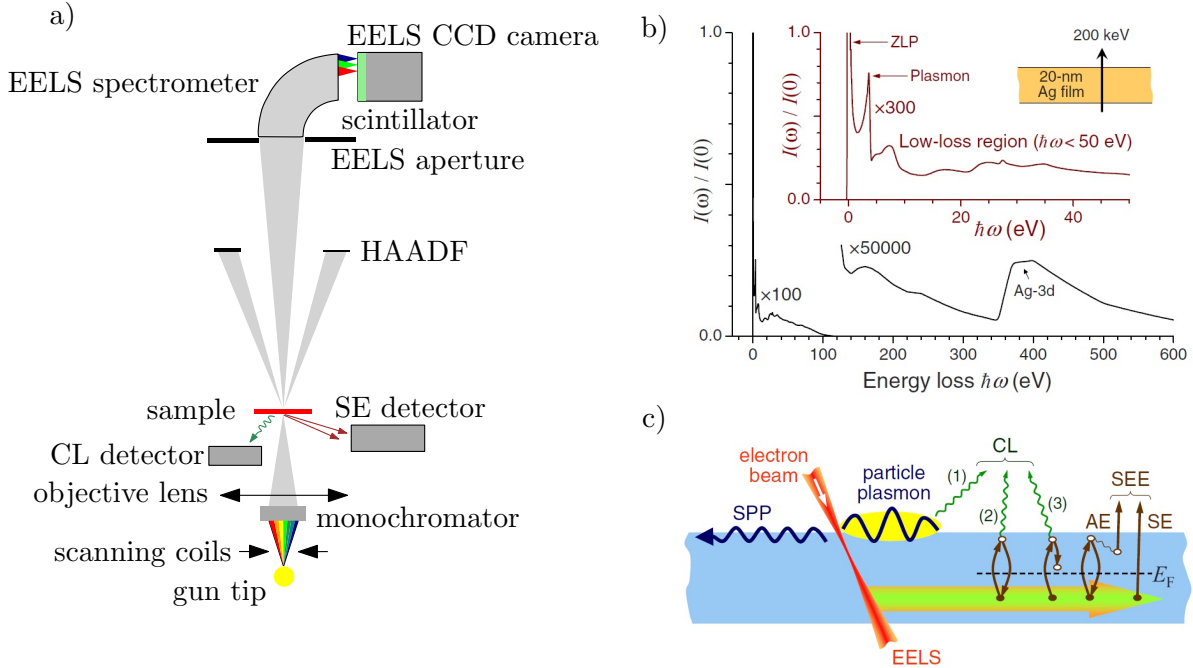 a)
EELS CCD camera
EELS spectrometer
scintillator
EELS aperture
HAADF
sample
SE detector
CL detector
objective lens
monochromator
scanning coils
gun tip
b)
1.0
I(ω) / I(0)
0.0
0 100 200 300 400 500 600
Energy loss ħω (eV)
×100
×50000
Ag-3d
1.0
I(ω) / I(0)
0.0
ZLP
Plasmon
×300
Low-loss region (ħω< 50 eV)
0 20 40
ħω (eV)
200 keV
20-nm
Ag film
c)
electron
beam
particle
plasmon
SPP
CL
(1)
(2)
(3)
SEE
AE
SE
E_F
EELS